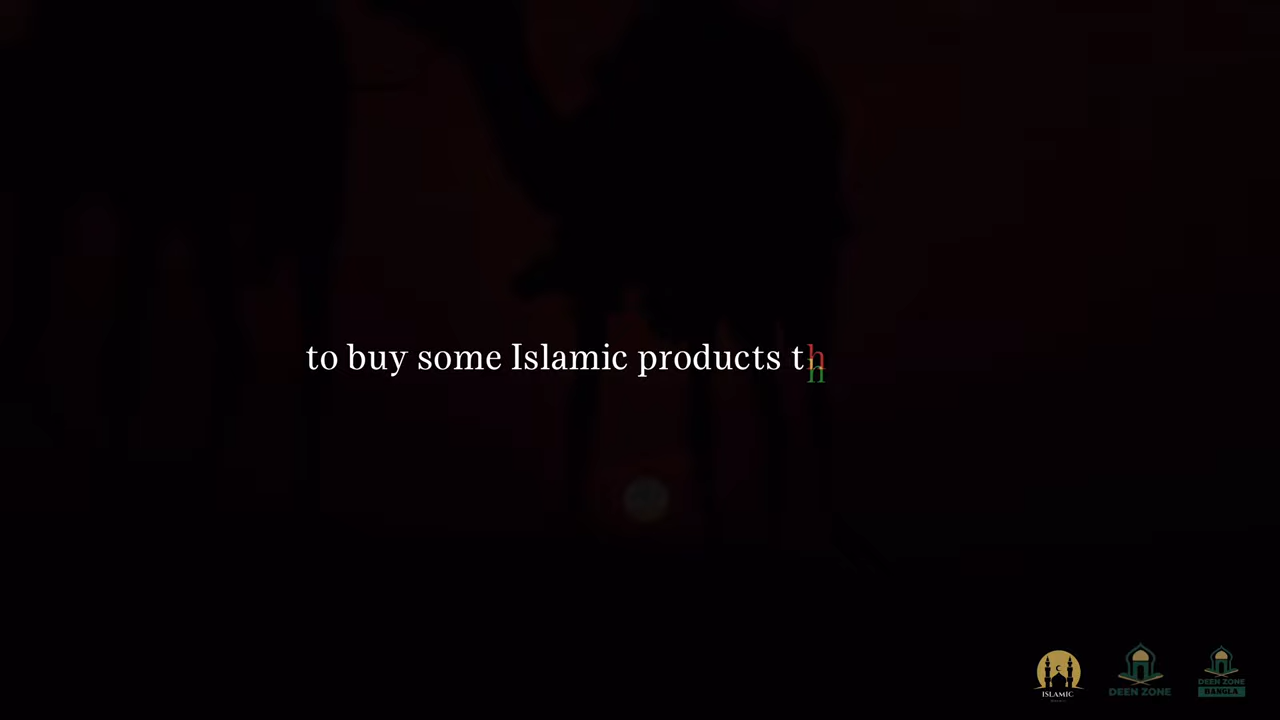 to buy some Islamic products th
ISLAMIC
DEEN ZONE
DEEN ZONE
BANGLA